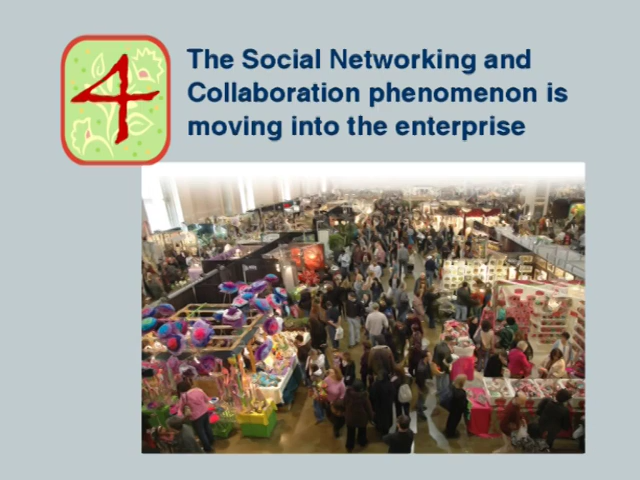 4
The Social Networking and
Collaboration phenomenon is
moving into the enterprise